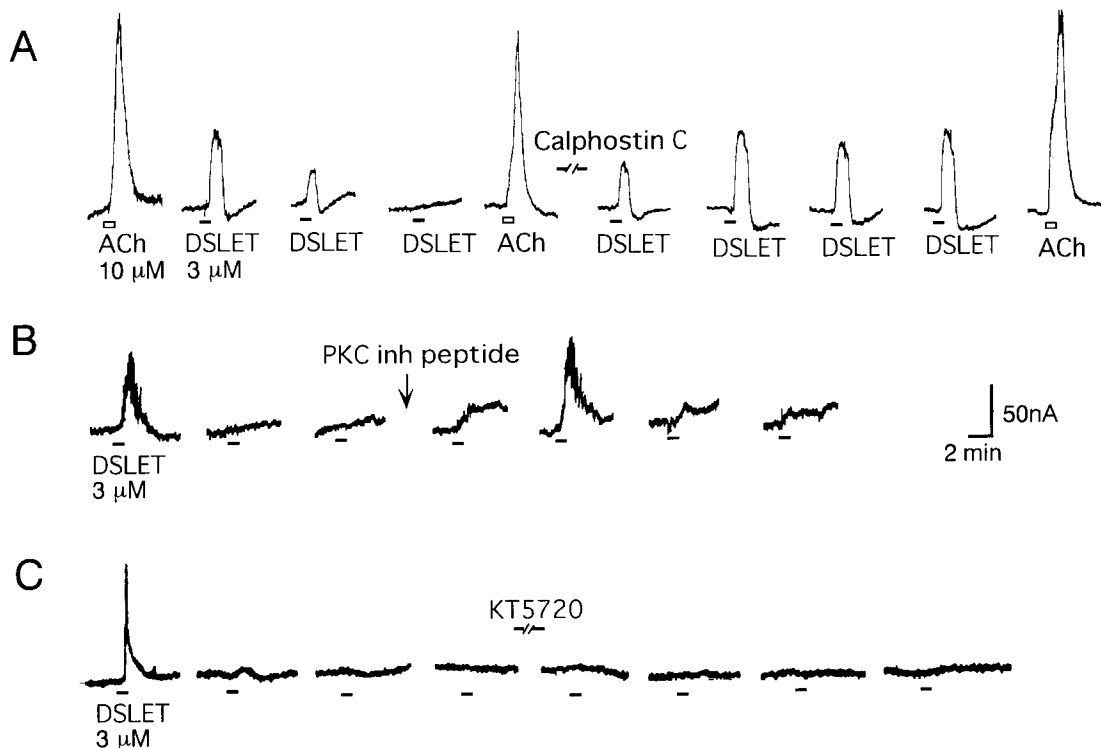 A
Calphostin C
ACh DSLET DSLET DSLET ACh DSLET DSLET DSLET DSLET ACh
10 μM 3 μM
B
PKC inh peptide
50nA
2 min
DSLET
3 μM
C
KT5720
DSLET
3 μM